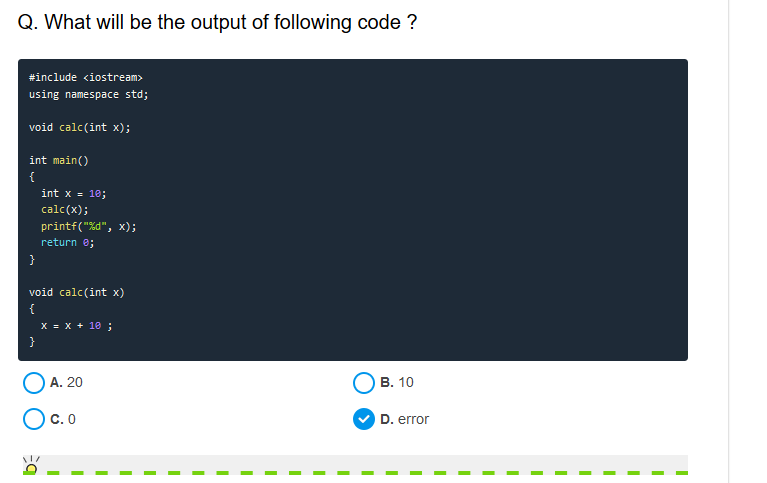 Q. What will be the output of following code ?
#include <iostream>
using namespace std;
void calc(int x);
int main()
{
int x = 10;
calc(x);
printf("%d", x);
return 0;
}
void calc(int x)
{
x = x + 10 ;
}
A. 20
B. 10
C. 0
D. error